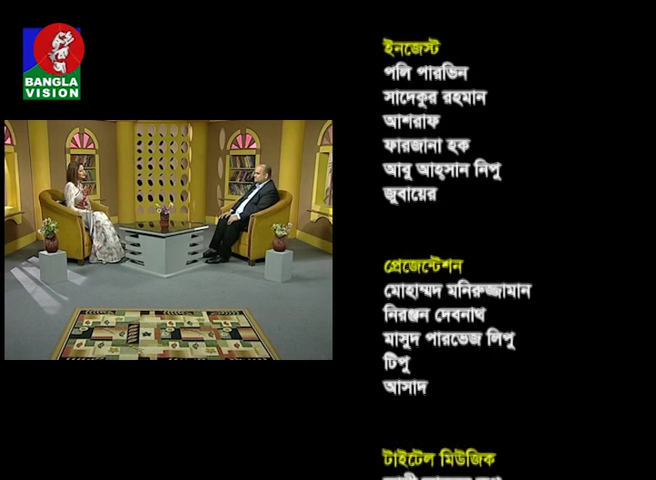 BANGLA
VISION
ইনজেস্ট
পলি পারভিন
সাদেকুর রহমান
আশরাফ
ফারজানা হক
আবু আহ্‌সান নিপু
জুবায়ের
প্রেজেন্টেশন
মোহাম্মদ মনিরুজ্জামান
নিরঞ্জন দেবনাথ
মাসুদ পারভেজ লিপু
টিপু
আসাদ
টাইটেল মিউজিক